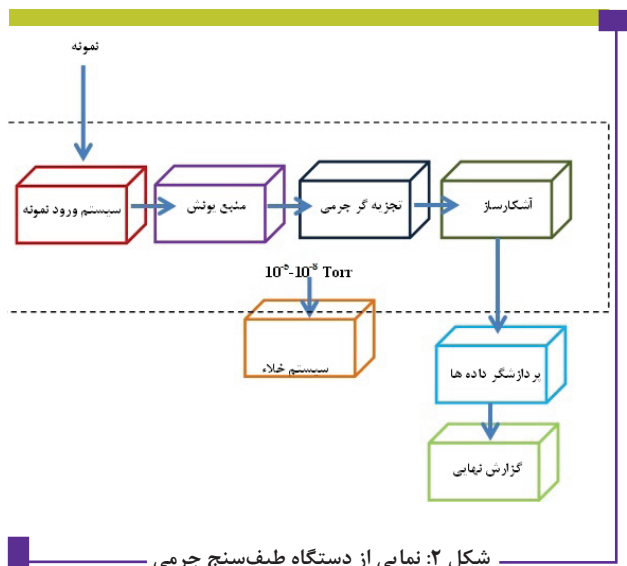 نمونه
سیستم ورود نمونه
منبع یونش
تجزیه گر جرمی
آشکارساز
10⁻⁵-10⁻⁸ Torr
سیستم خلاء
پردازشگر داده ها
گزارش نهایی
شکل ۲: نمایی از دستگاه طیف‌سنج جرمی